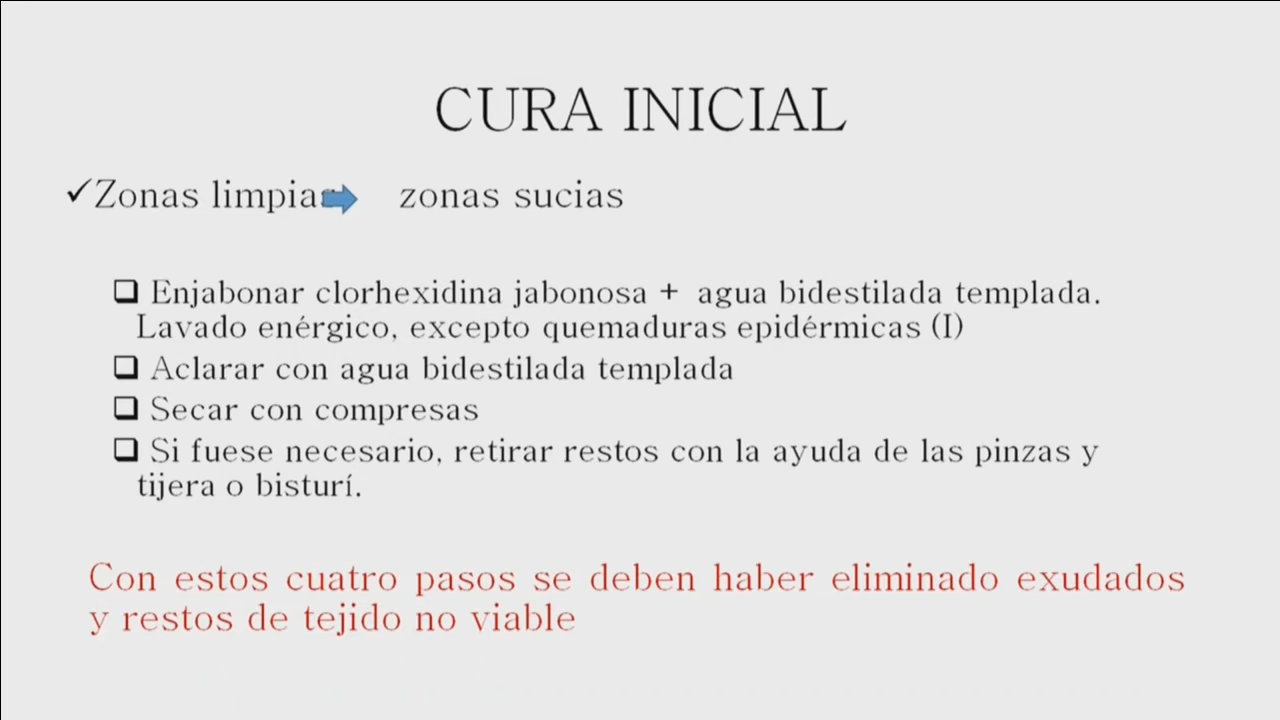 CURA INICIAL
✓Zonas limpias zonas sucias
❑ Enjabonar clorhexidina jabonosa + agua bidestilada templada.
Lavado enérgico, excepto quemaduras epidérmicas (I)
❑ Aclarar con agua bidestilada templada
❑ Secar con compresas
❑ Si fuese necesario, retirar restos con la ayuda de las pinzas y
tijera o bisturí.
Con estos cuatro pasos se deben haber eliminado exudados
y restos de tejido no viable